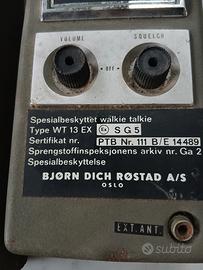 VOLUME SQUELCH
OFF
Spesialbeskyttet walkie talkie
Type WT 13 EX Ex S G 5
Sertifikat nr. PTB Nr. 111 B/E 14489
Sprengstoffinspeksjonens arkiv nr. Ga 2
Spesialbeskyttelse
BJØRN DICH RØSTAD A/S
OSLO
EXT. ANT.
subito